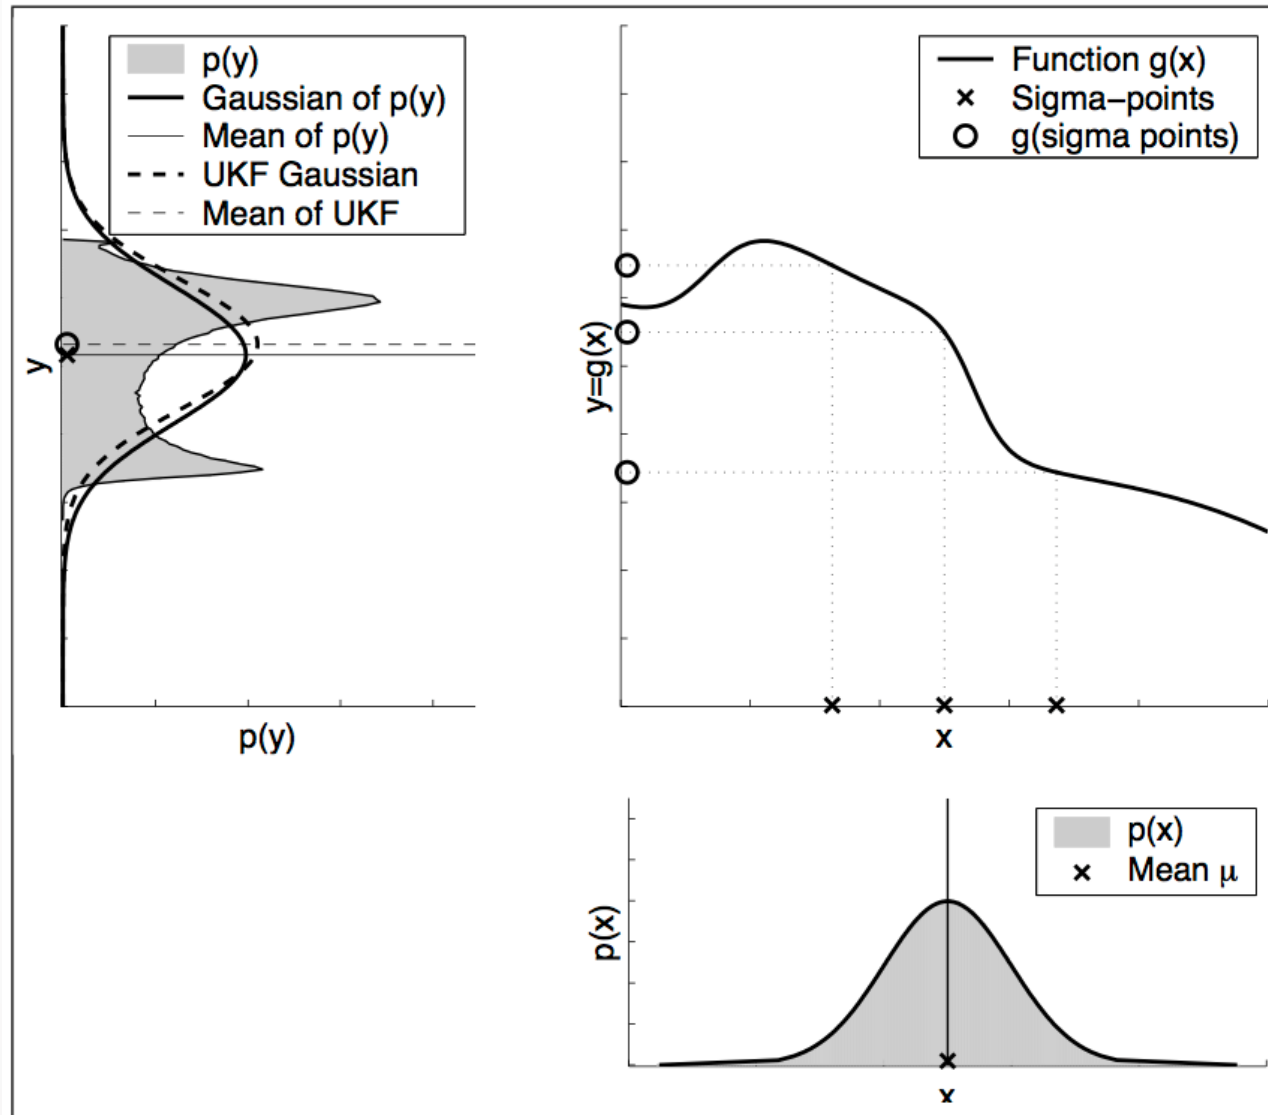 p(y)
Gaussian of p(y)
Mean of p(y)
UKF Gaussian
Mean of UKF
y
p(y)
Function g(x)
Sigma−points
g(sigma points)
y=g(x)
x
p(x)
Mean μ
p(x)
x